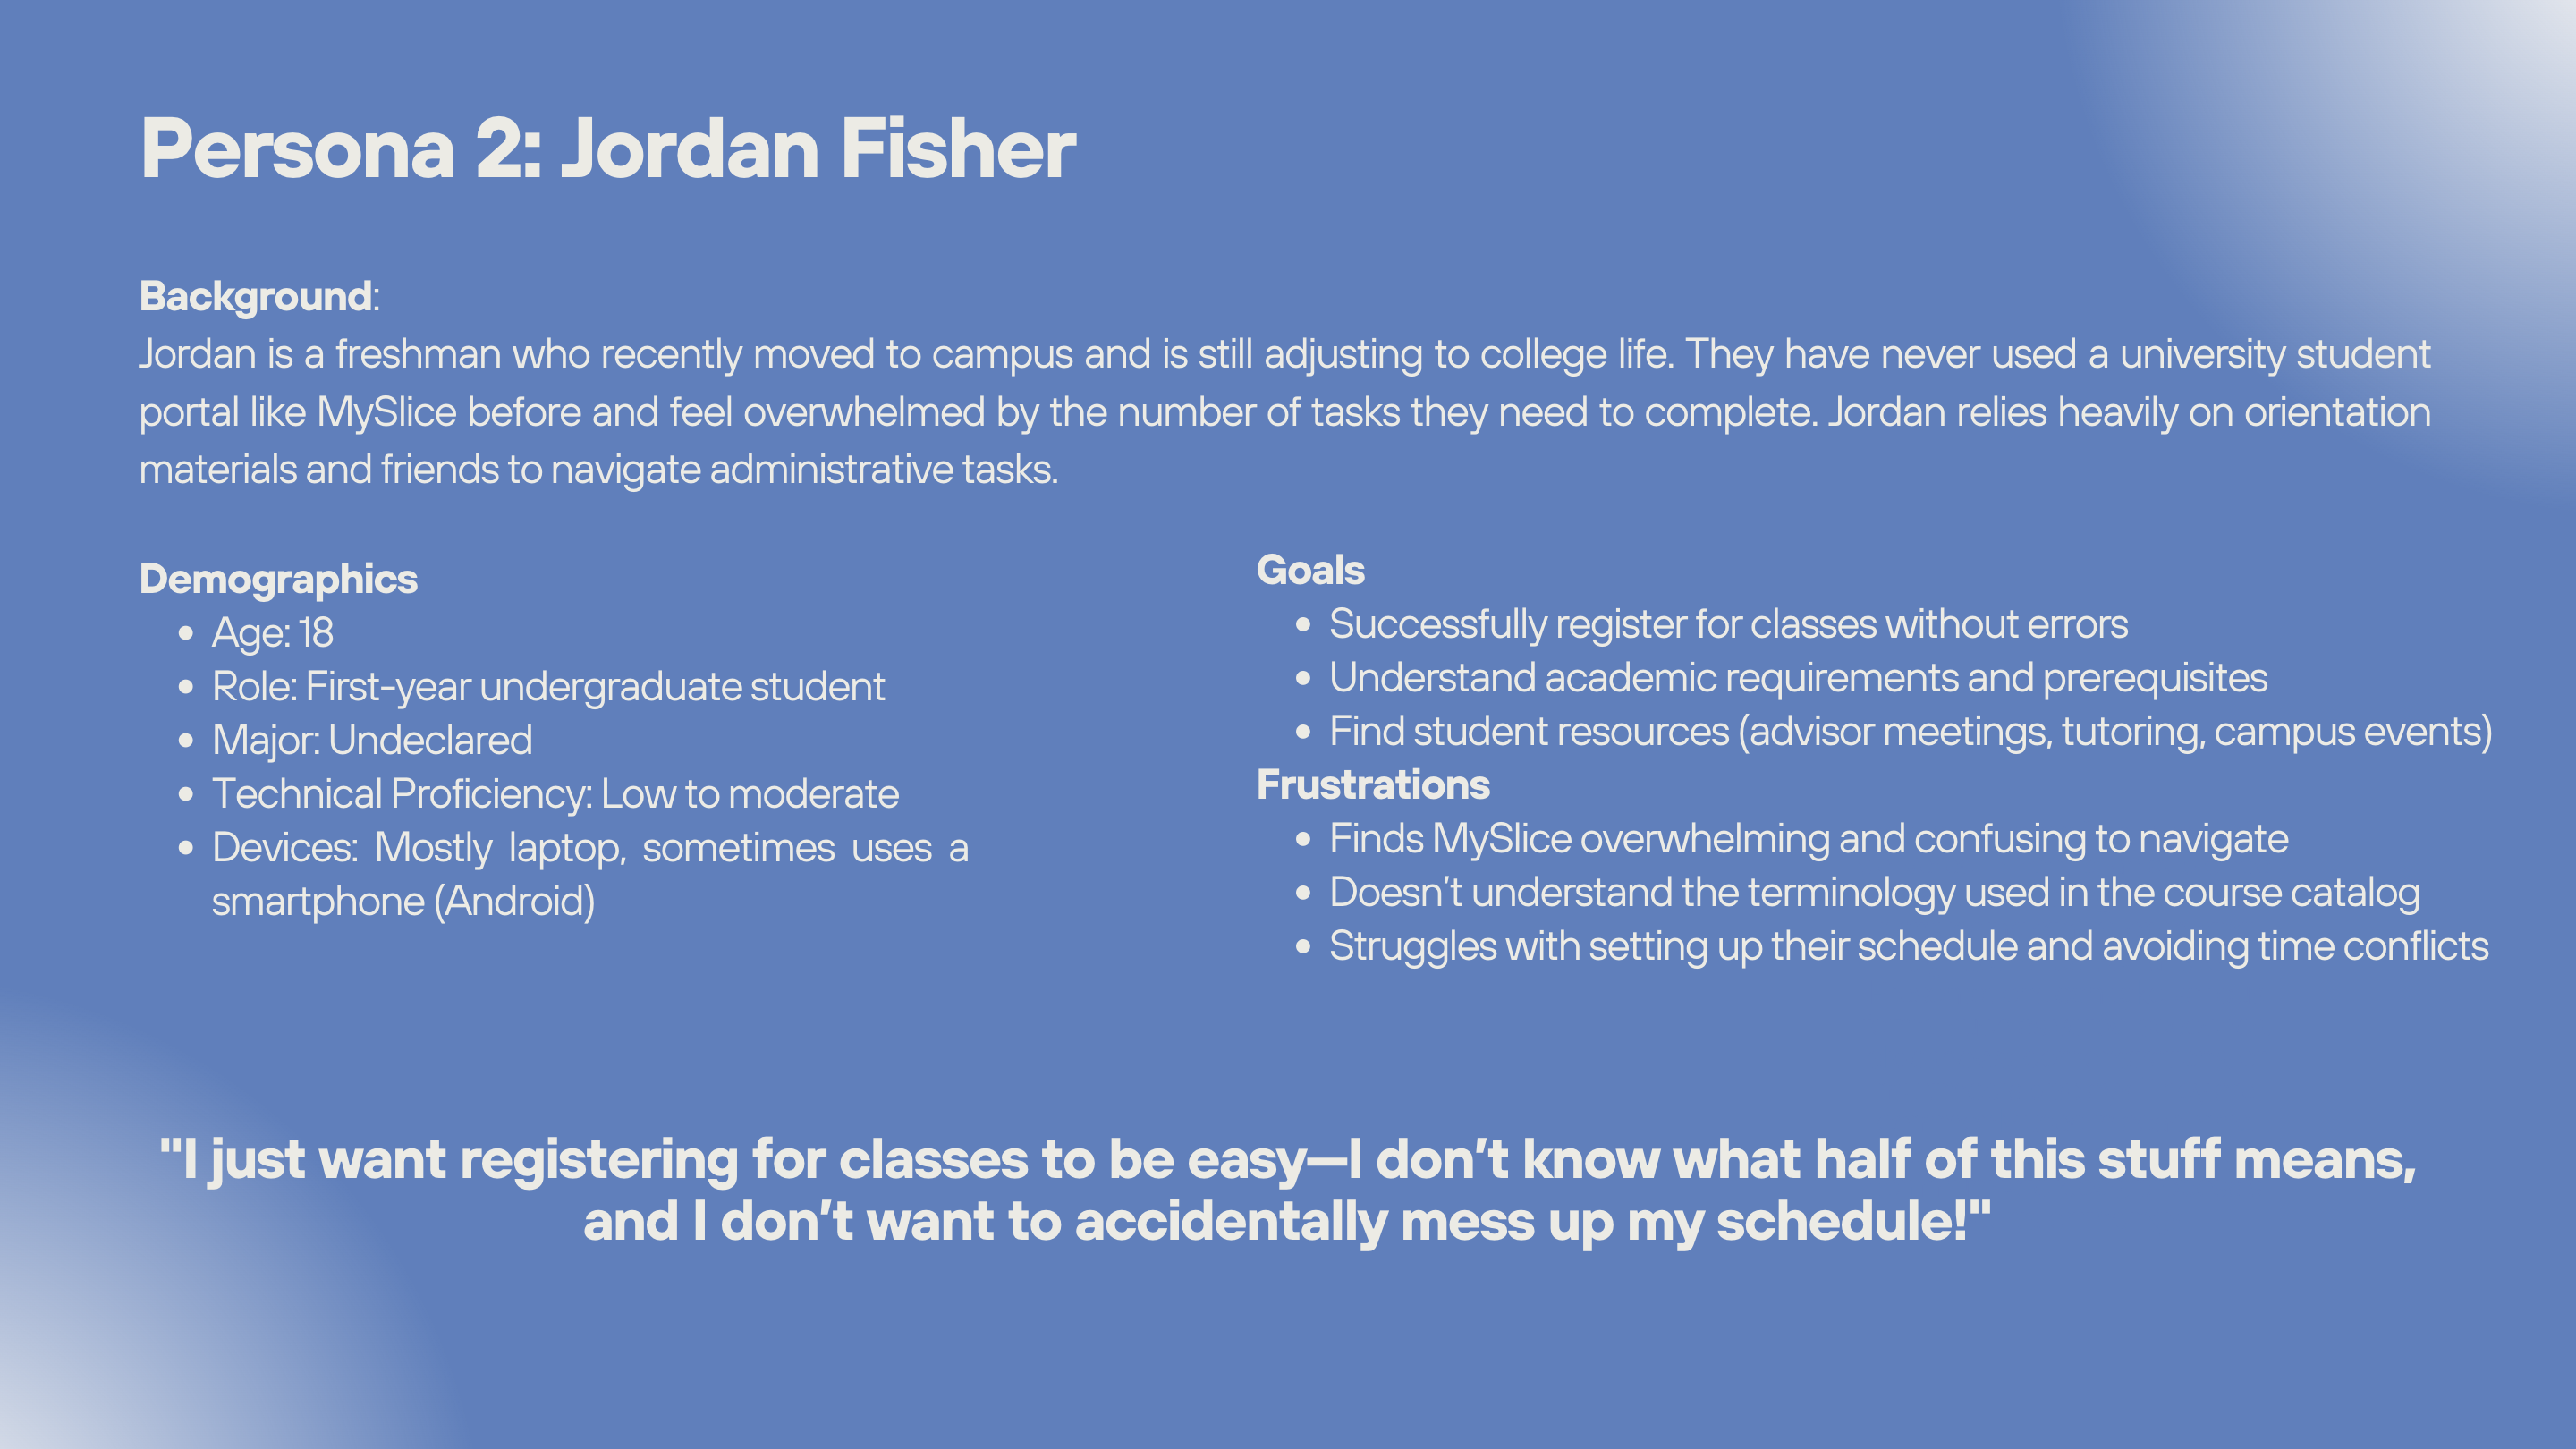 Persona 2: Jordan Fisher
Background:
Jordan is a freshman who recently moved to campus and is still adjusting to college life. They have never used a university student
portal like MySlice before and feel overwhelmed by the number of tasks they need to complete. Jordan relies heavily on orientation
materials and friends to navigate administrative tasks.
Demographics
• Age: 18
• Role: First-year undergraduate student
• Major: Undeclared
• Technical Proficiency: Low to moderate
• Devices: Mostly laptop, sometimes uses a
smartphone (Android)
Goals
• Successfully register for classes without errors
• Understand academic requirements and prerequisites
• Find student resources (advisor meetings, tutoring, campus events)
Frustrations
• Finds MySlice overwhelming and confusing to navigate
• Doesn’t understand the terminology used in the course catalog
• Struggles with setting up their schedule and avoiding time conflicts
"I just want registering for classes to be easy—I don’t know what half of this stuff means,
and I don’t want to accidentally mess up my schedule!"